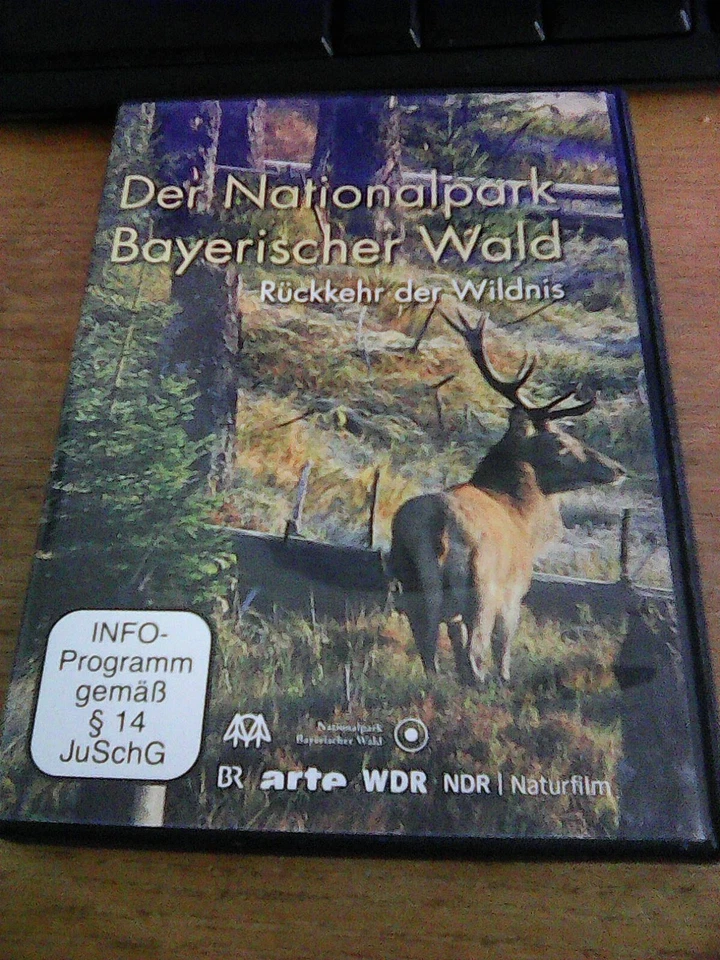 Der Nationalpark
Bayerischer Wald
Rückkehr der Wildnis
INFO-
Programm
gemäß
§ 14
JuSchG
Nationalpark
Bayerischer Wald
BR arte WDR NDR | Naturfilm